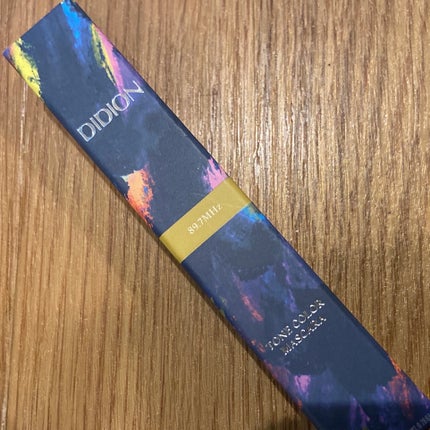 DIDION
89.7MHz
TONE COLOR
MASCARA